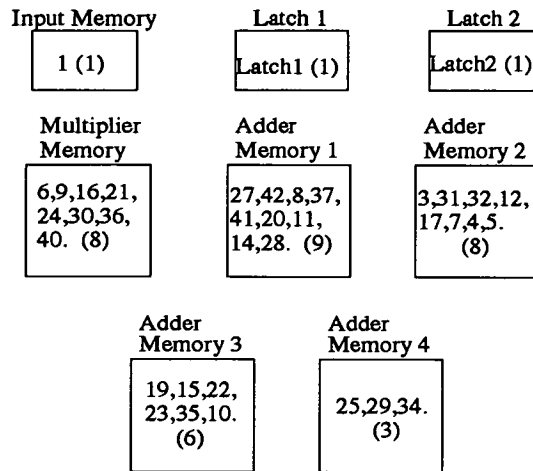 Input Memory
1 (1)
Latch 1
Latch1 (1)
Latch 2
Latch2 (1)
Multiplier
Memory
6,9,16,21,
24,30,36,
40. (8)
Adder
Memory 1
27,42,8,37,
41,20,11,
14,28. (9)
Adder
Memory 2
3,31,32,12,
17,7,4,5.
(8)
Adder
Memory 3
19,15,22,
23,35,10.
(6)
Adder
Memory 4
25,29,34.
(3)